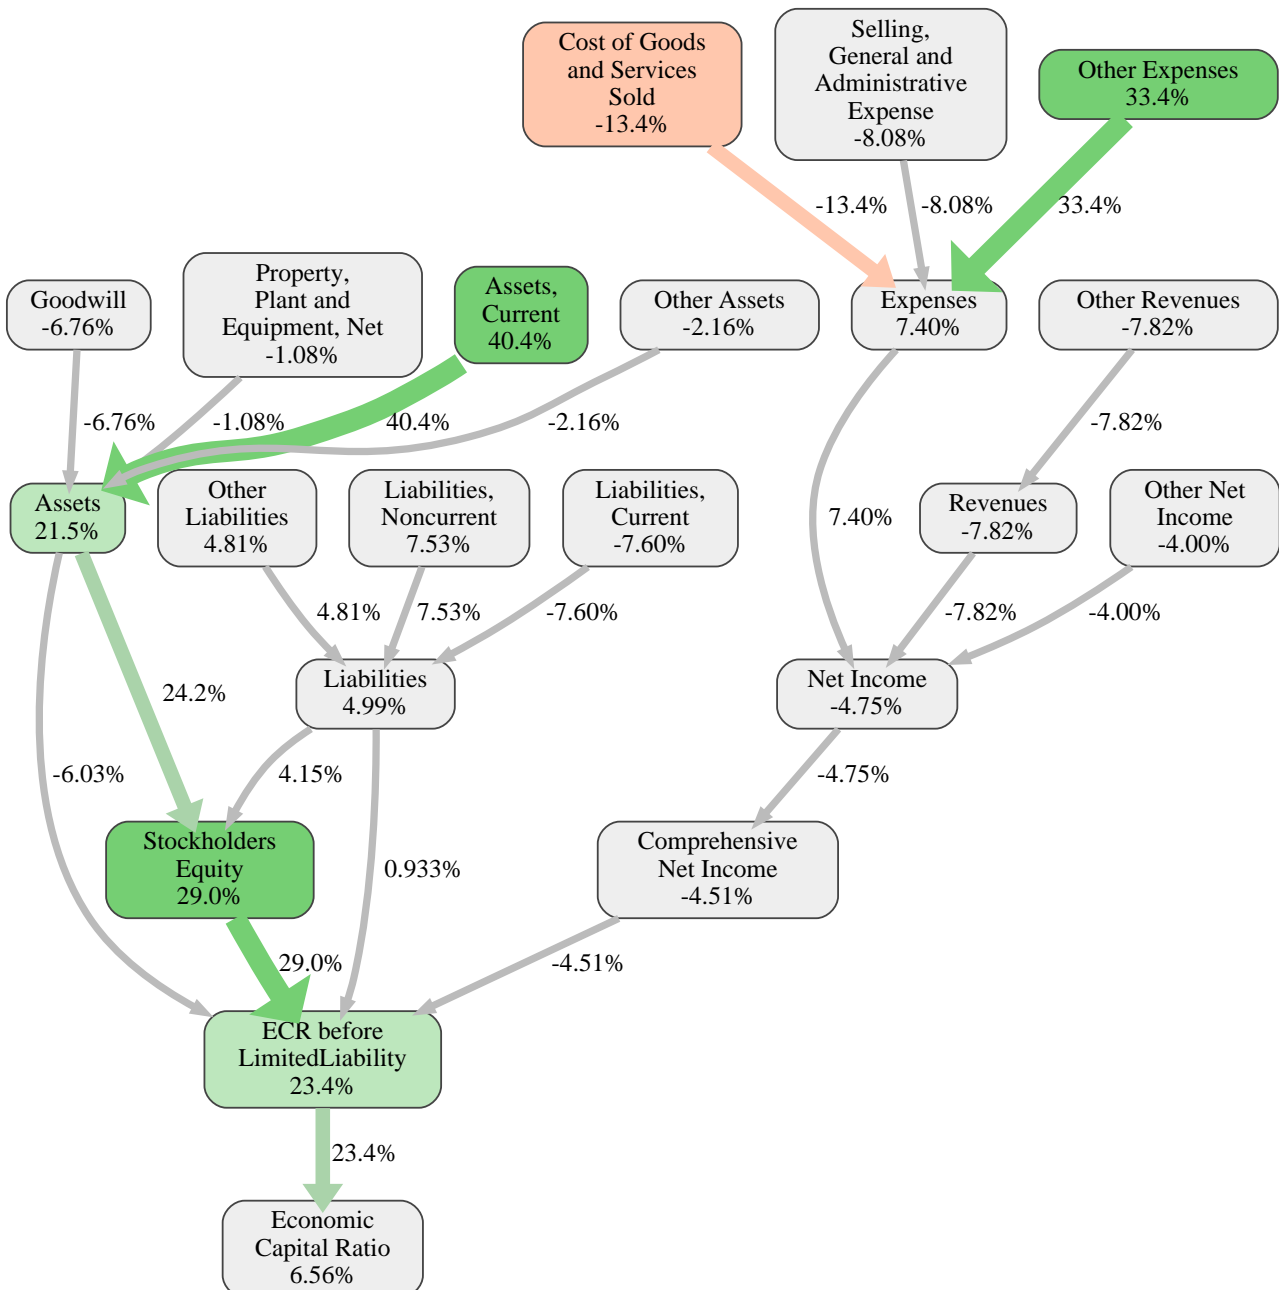 Cost of Goods
and Services
Sold
-13.4%
Selling,
General and
Administrative
Expense
-8.08%
Other Expenses
33.4%
-13.4%
-8.08%
33.4%
Goodwill
-6.76%
Property,
Plant and
Equipment, Net
-1.08%
Assets,
Current
40.4%
Other Assets
-2.16%
Expenses
7.40%
Other Revenues
-7.82%
-6.76%
-1.08%
40.4%
-2.16%
-7.82%
Assets
21.5%
Other
Liabilities
4.81%
Liabilities,
Noncurrent
7.53%
Liabilities,
Current
-7.60%
7.40%
Revenues
-7.82%
Other Net
Income
-4.00%
4.81%
7.53%
-7.60%
-7.82%
-4.00%
24.2%
Liabilities
4.99%
Net Income
-4.75%
-6.03%
4.15%
-4.75%
Stockholders
Equity
29.0%
0.933%
Comprehensive
Net Income
-4.51%
29.0%
-4.51%
ECR before
LimitedLiability
23.4%
23.4%
Economic
Capital Ratio
6.56%